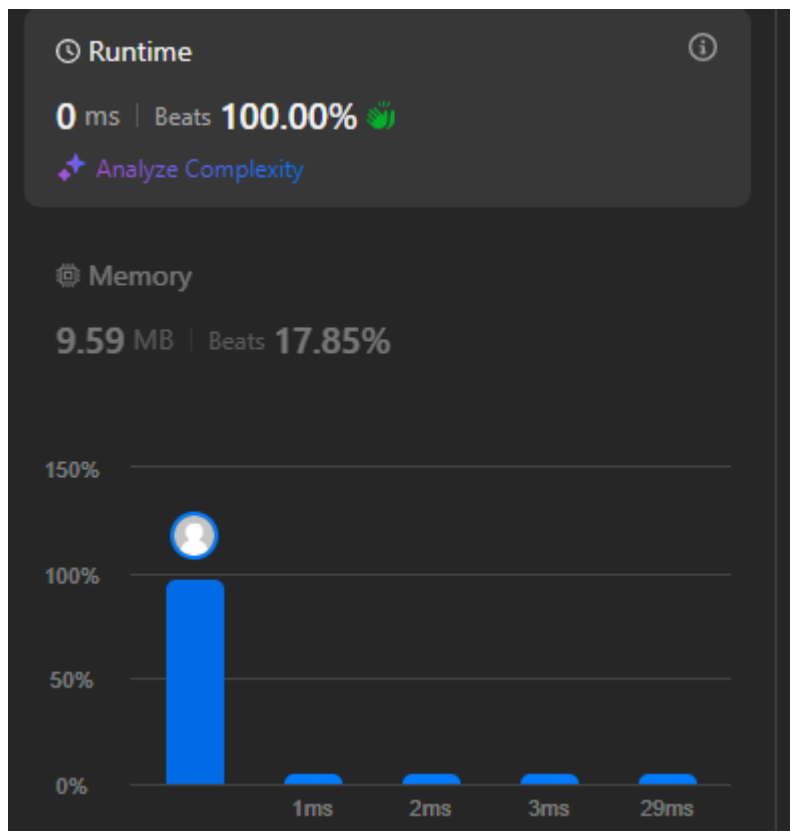 Runtime
0 ms | Beats 100.00%
Analyze Complexity
Memory
9.59 MB | Beats 17.85%
150%
100%
50%
0%
1ms 2ms 3ms 29ms